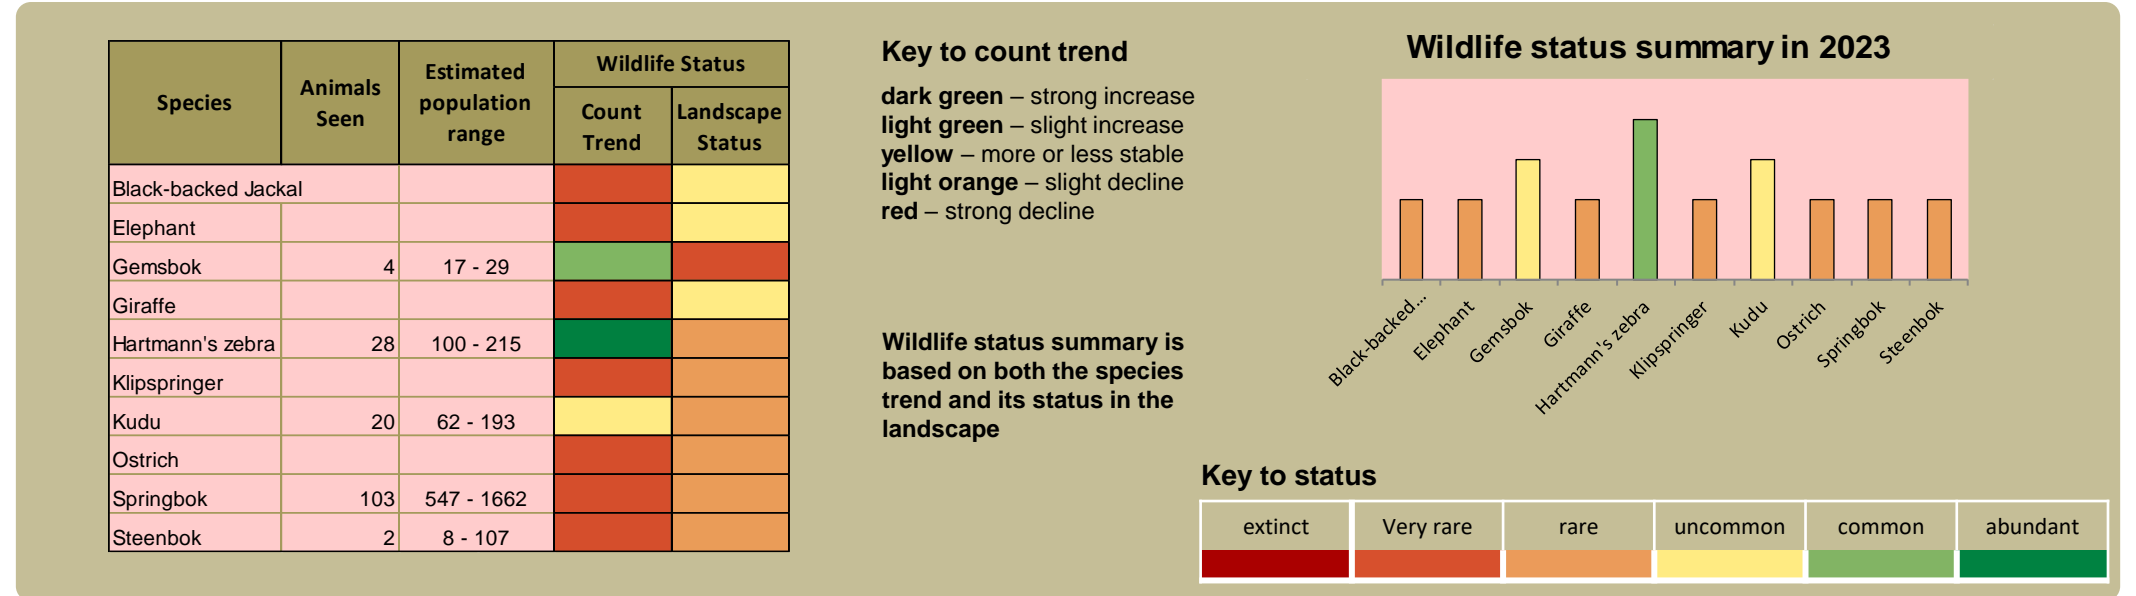 Species
Animals
Seen
Estimated
population
range
Wildlife Status
Count
Trend
Landscape
Status
Black-backed Jackal
Elephant
Gemsbok 4 17 - 29
Giraffe
Hartmann's zebra 28 100 - 215
Klipspringer
Kudu 20 62 - 193
Ostrich
Springbok 103 547 - 1662
Steenbok 2 8 - 107
Key to count trend
dark green – strong increase
light green – slight increase
yellow – more or less stable
light orange – slight decline
red – strong decline
Wildlife status summary is
based on both the species
trend and its status in the
landscape
Wildlife status summary in 2023
Black-backed...
Elephant
Gemsbok
Giraffe
Hartmann's zebra
Klipspringer
Kudu
Ostrich
Springbok
Steenbok
Key to status
extinct Very rare rare uncommon common abundant